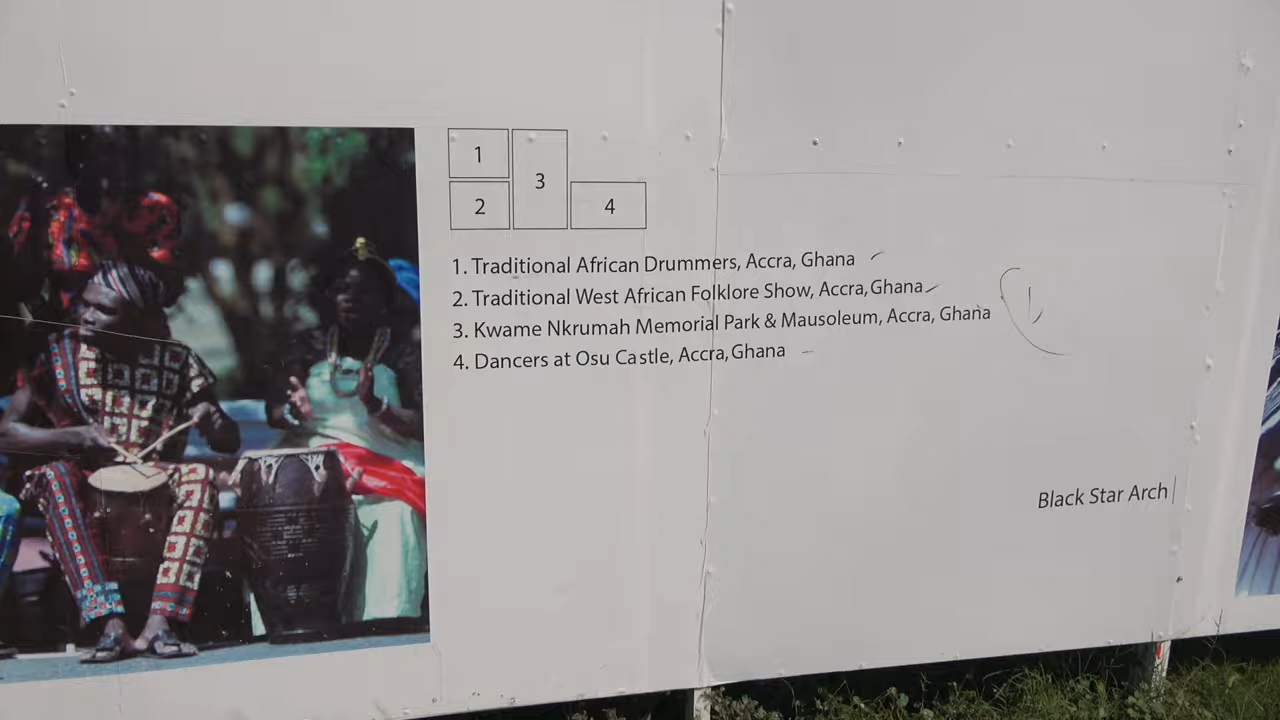 1
2
3
4
1. Traditional African Drummers, Accra, Ghana
2. Traditional West African Folklore Show, Accra, Ghana
3. Kwame Nkrumah Memorial Park & Mausoleum, Accra, Ghana
4. Dancers at Osu Castle, Accra, Ghana
Black Star Arch